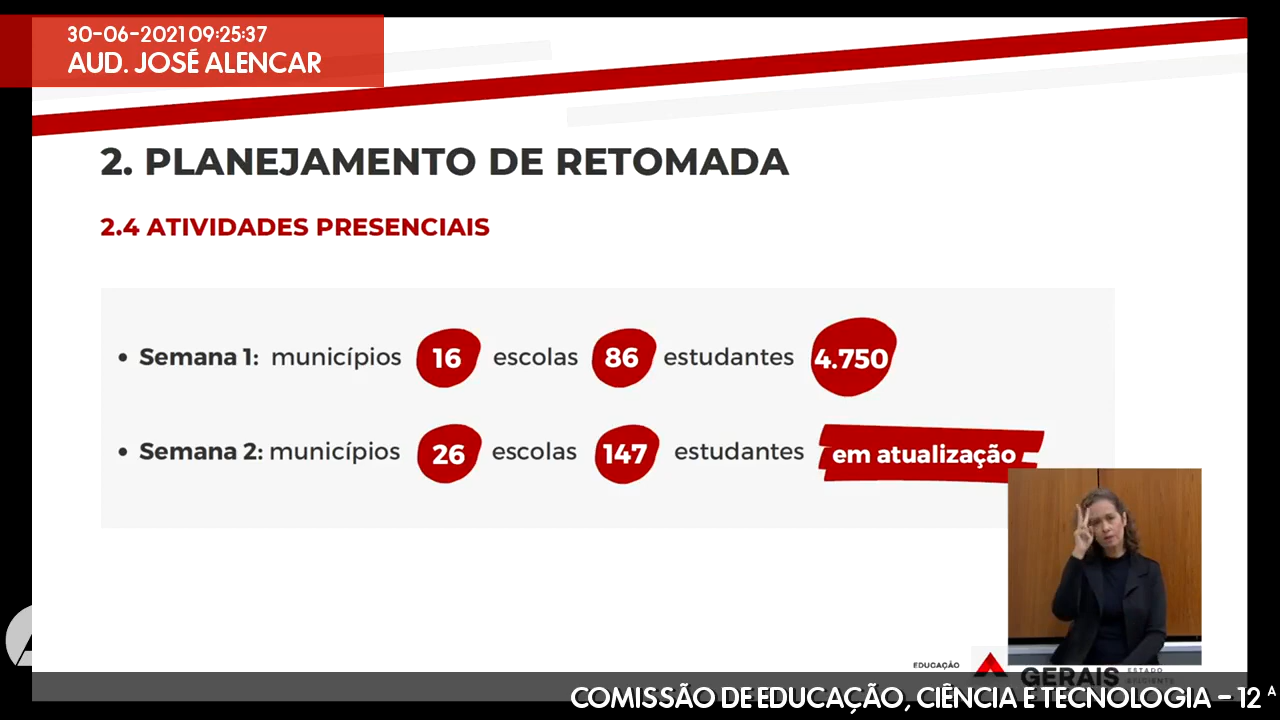 30-06-2021 09:25:37
AUD. JOSÉ ALENCAR
2. PLANEJAMENTO DE RETOMADA
2.4 ATIVIDADES PRESENCIAIS
• Semana 1: municípios 16 escolas 86 estudantes 4.750
• Semana 2: municípios 26 escolas 147 estudantes em atualização
EDUCAÇÃO
GERAIS
ESTADO
EFICIENTE
COMISSÃO DE EDUCAÇÃO, CIÊNCIA E TECNOLOGIA - 12 A